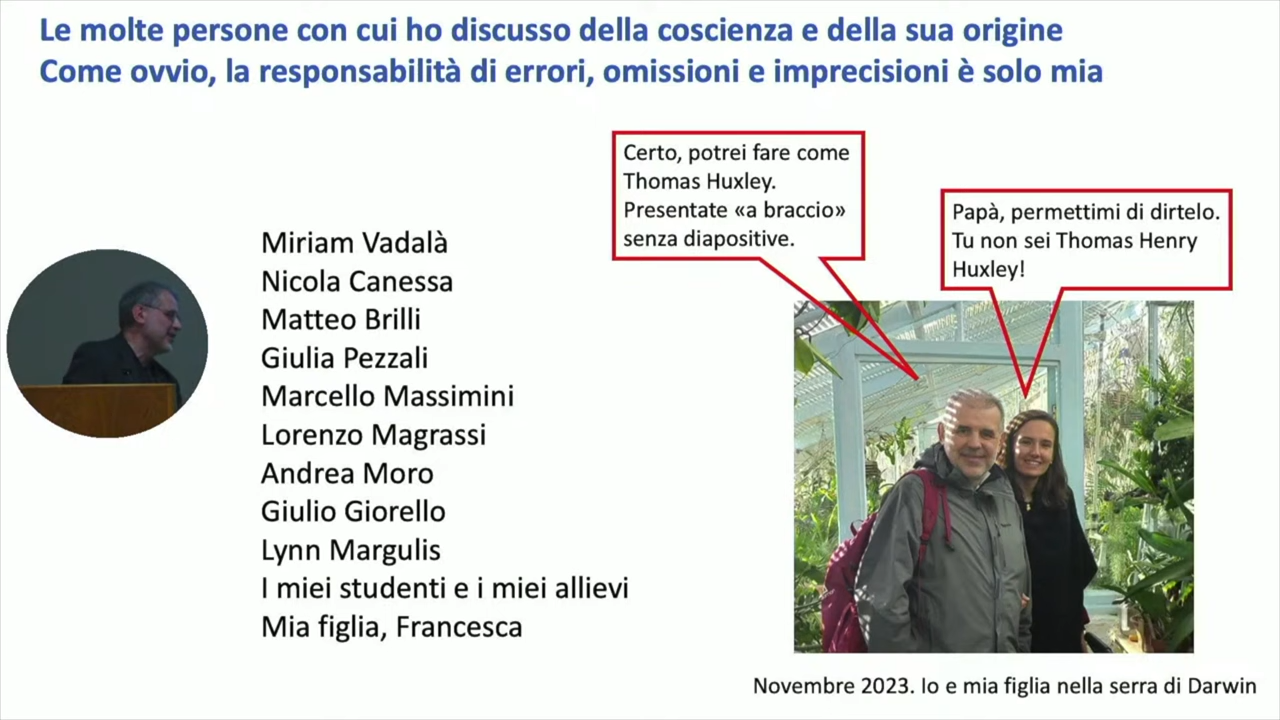 Le molte persone con cui ho discusso della coscienza e della sua origine
Come ovvio, la responsabilità di errori, omissioni e imprecisioni è solo mia
Certo, potrei fare come
Thomas Huxley.
Presentate «a braccio»
senza diapositive.
Papà, permettimi di dirtelo.
Tu non sei Thomas Henry
Huxley!
Miriam Vadalà
Nicola Canessa
Matteo Brilli
Giulia Pezzali
Marcello Massimini
Lorenzo Magrassi
Andrea Moro
Giulio Giorello
Lynn Margulis
I miei studenti e i miei allievi
Mia figlia, Francesca
Novembre 2023. Io e mia figlia nella serra di Darwin